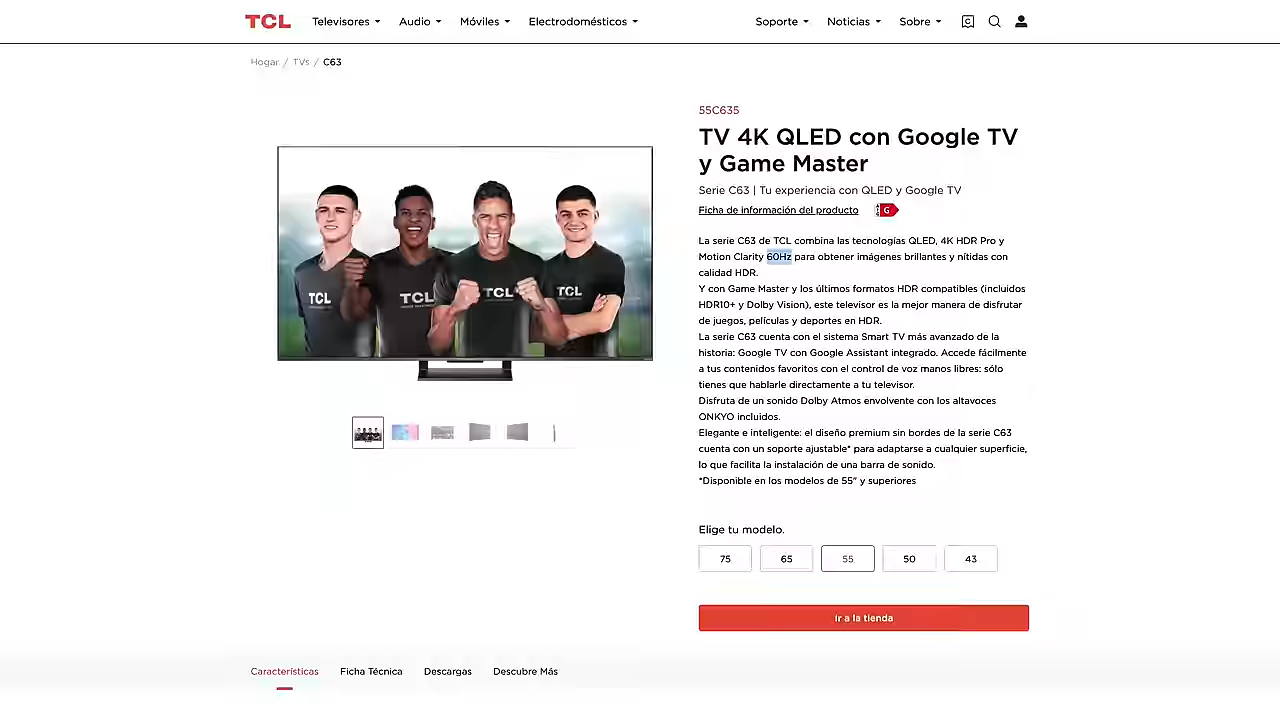 TCL
Televisores
Audio
Móviles
Electrodomésticos
Soporte
Noticias
Sobre
Hogar / TVs / C63
TCL
TCL
TCL
TCL
55C635
TV 4K QLED con Google TV
y Game Master
Serie C63 | Tu experiencia con QLED y Google TV
Ficha de información del producto
G
La serie C63 de TCL combina las tecnologías QLED, 4K HDR Pro y
Motion Clarity 60Hz para obtener imágenes brillantes y nítidas con
calidad HDR.
Y con Game Master y los últimos formatos HDR compatibles (incluidos
HDR10+ y Dolby Vision), este televisor es la mejor manera de disfrutar
de juegos, películas y deportes en HDR.
La serie C63 cuenta con el sistema Smart TV más avanzado de la
historia: Google TV con Google Assistant integrado. Accede fácilmente
a tus contenidos favoritos con el control de voz manos libres: sólo
tienes que hablarle directamente a tu televisor.
Disfruta de un sonido Dolby Atmos envolvente con los altavoces
ONKYO incluidos.
Elegante e inteligente: el diseño premium sin bordes de la serie C63
cuenta con un soporte ajustable* para adaptarse a cualquier superficie,
lo que facilita la instalación de una barra de sonido.
*Disponible en los modelos de 55" y superiores
Elige tu modelo.
75
65
55
50
43
Ir a la tienda
Características
Ficha Técnica
Descargas
Descubre Más